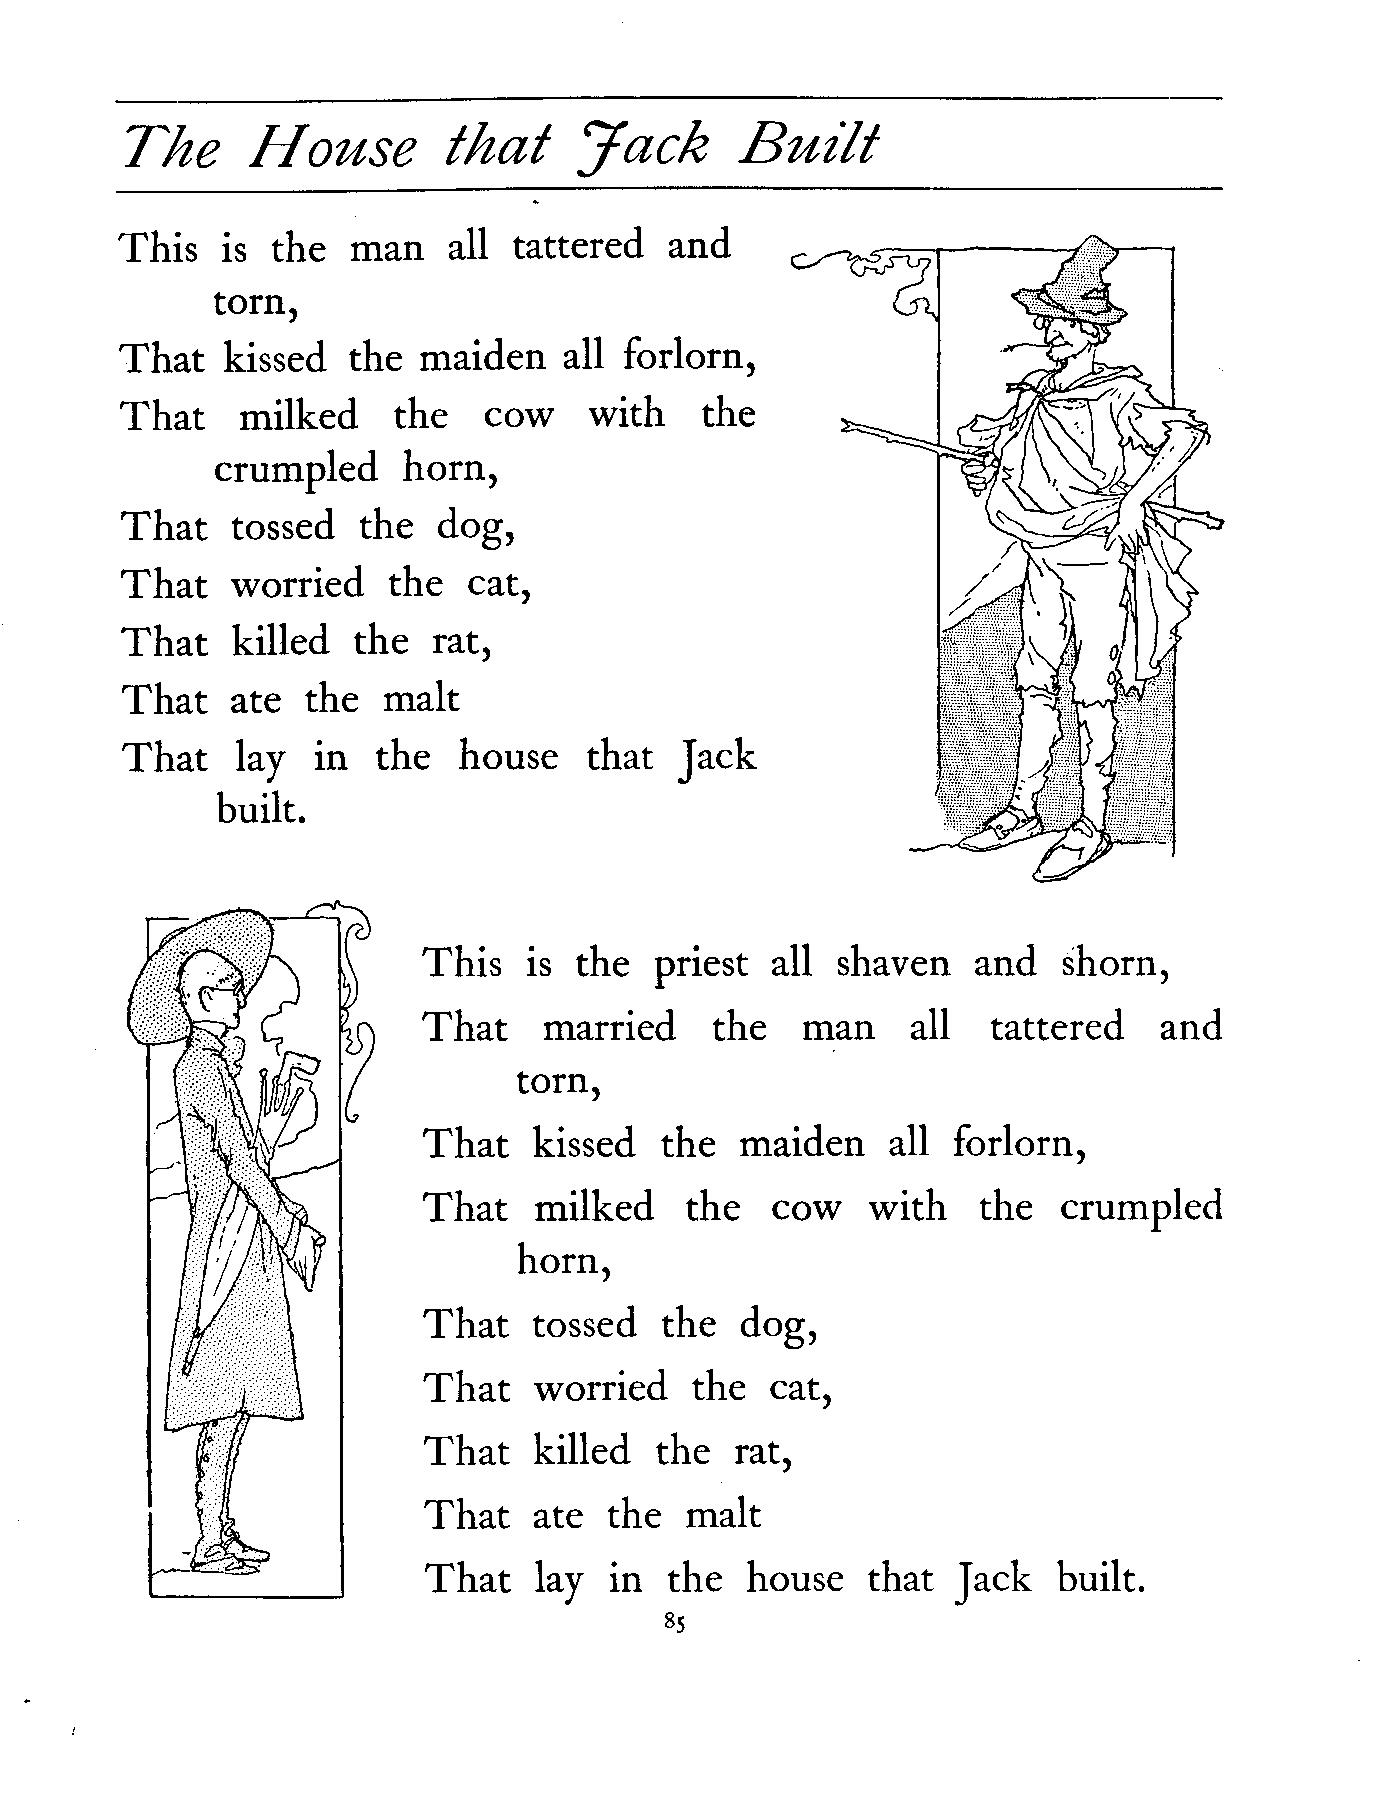 The House that Jack Built
This is the man all tattered and
torn,
That kissed the maiden all forlorn,
That milked the cow with the
crumpled horn,
That tossed the dog,
That worried the cat,
That killed the rat,
That ate the malt
That lay in the house that Jack
built.
This is the priest all shaven and shorn,
That married the man all tattered and
torn,
That kissed the maiden all forlorn,
That milked the cow with the crumpled
horn,
That tossed the dog,
That worried the cat,
That killed the rat,
That ate the malt
That lay in the house that Jack built.
85